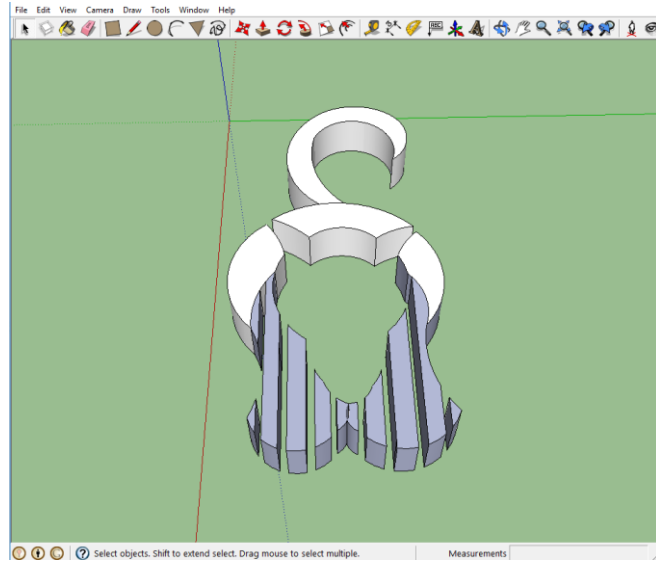 File Edit View Camera Draw Tools Window Help
Select objects. Shift to extend select. Drag mouse to select multiple.
Measurements